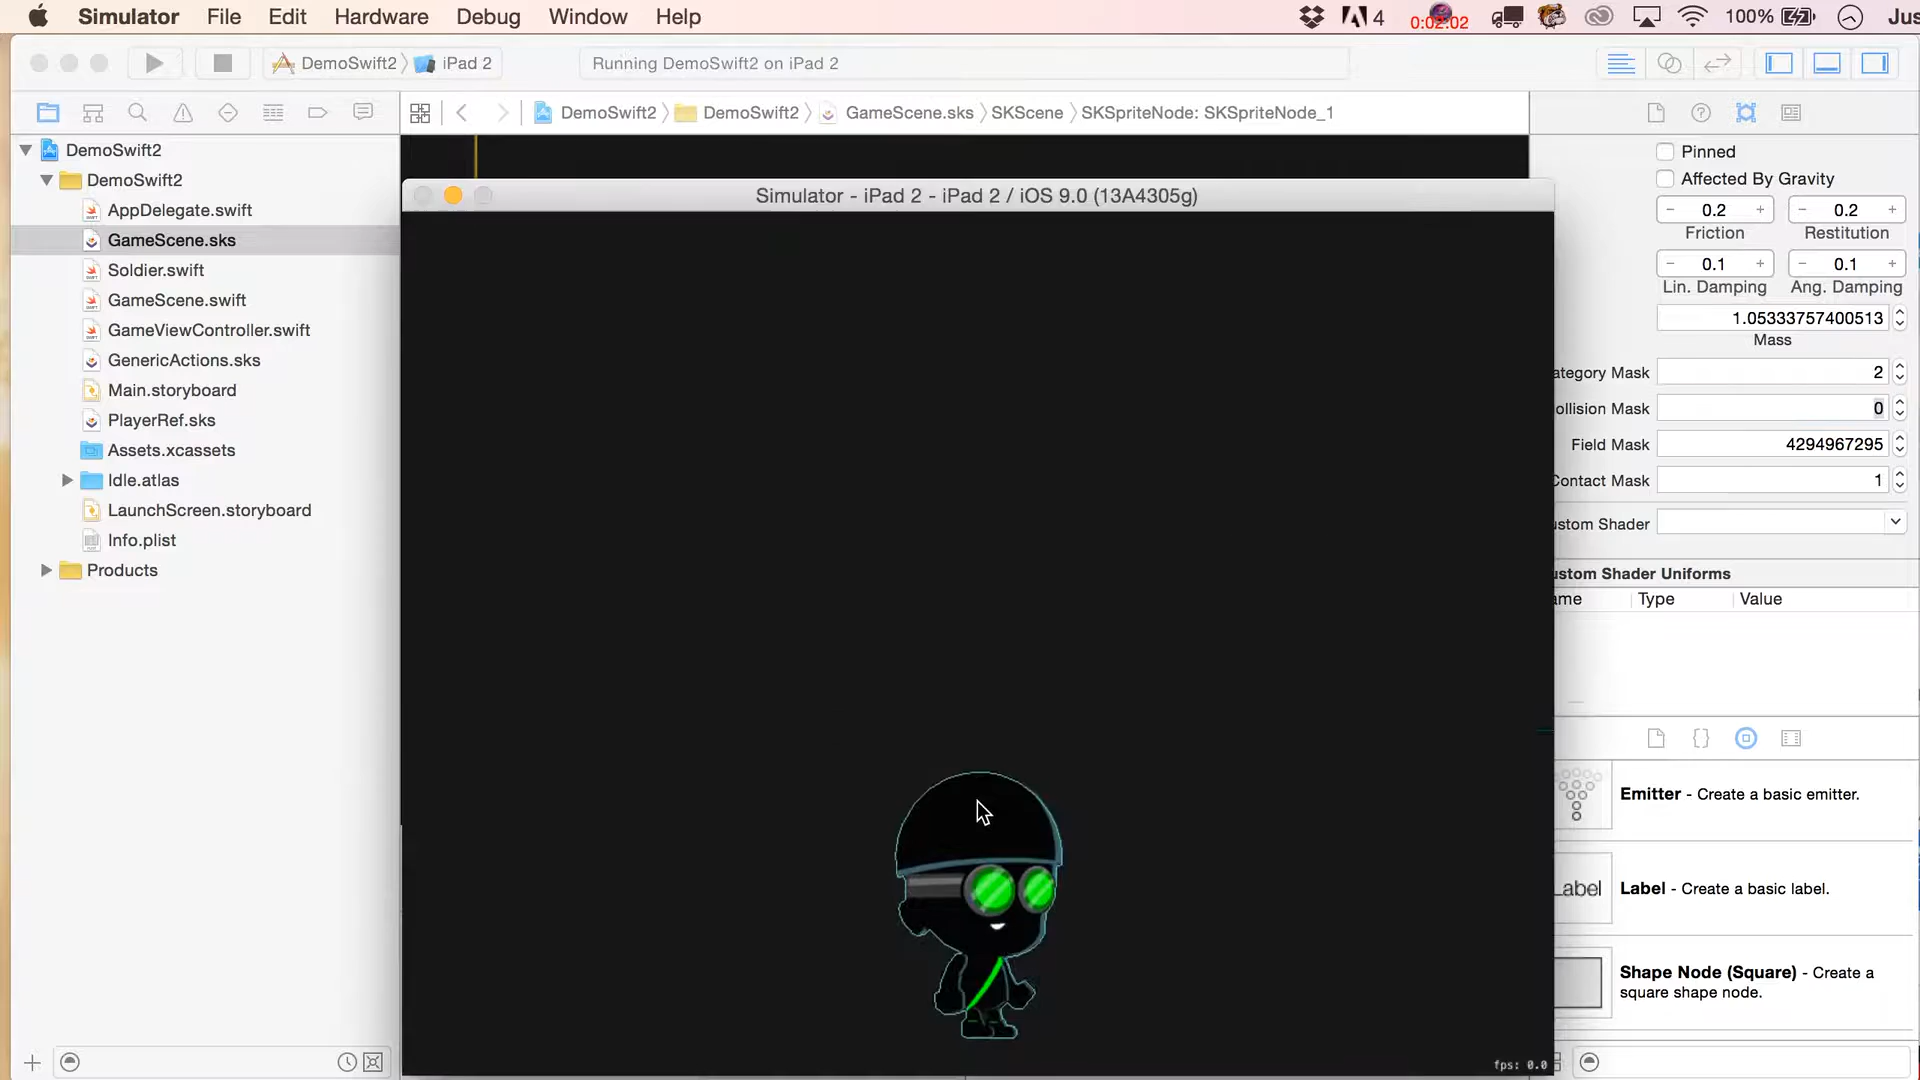 Simulator File Edit Hardware Debug Window Help 4 0:02:02 100% Jus
DemoSwift2 iPad 2 Running DemoSwift2 on iPad 2
DemoSwift2 DemoSwift2 GameScene.sks SKScene SKSpriteNode: SKSpriteNode_1
DemoSwift2
DemoSwift2
AppDelegate.swift
GameScene.sks
Soldier.swift
GameScene.swift
GameViewController.swift
GenericActions.sks
Main.storyboard
PlayerRef.sks
Assets.xcassets
Idle.atlas
LaunchScreen.storyboard
Info.plist
Products
Simulator - iPad 2 - iPad 2 / iOS 9.0 (13A4305g)
fps: 0.0
Pinned
Affected By Gravity
- 0.2 + - 0.2 +
Friction Restitution
- 0.1 + - 0.1 +
Lin. Damping Ang. Damping
1.05333757400513
Mass
ategory Mask 2
ollision Mask 0
Field Mask 4294967295
Contact Mask 1
ustom Shader
ustom Shader Uniforms
ame Type Value
Emitter - Create a basic emitter.
Label Label - Create a basic label.
Shape Node (Square) - Create a
square shape node.